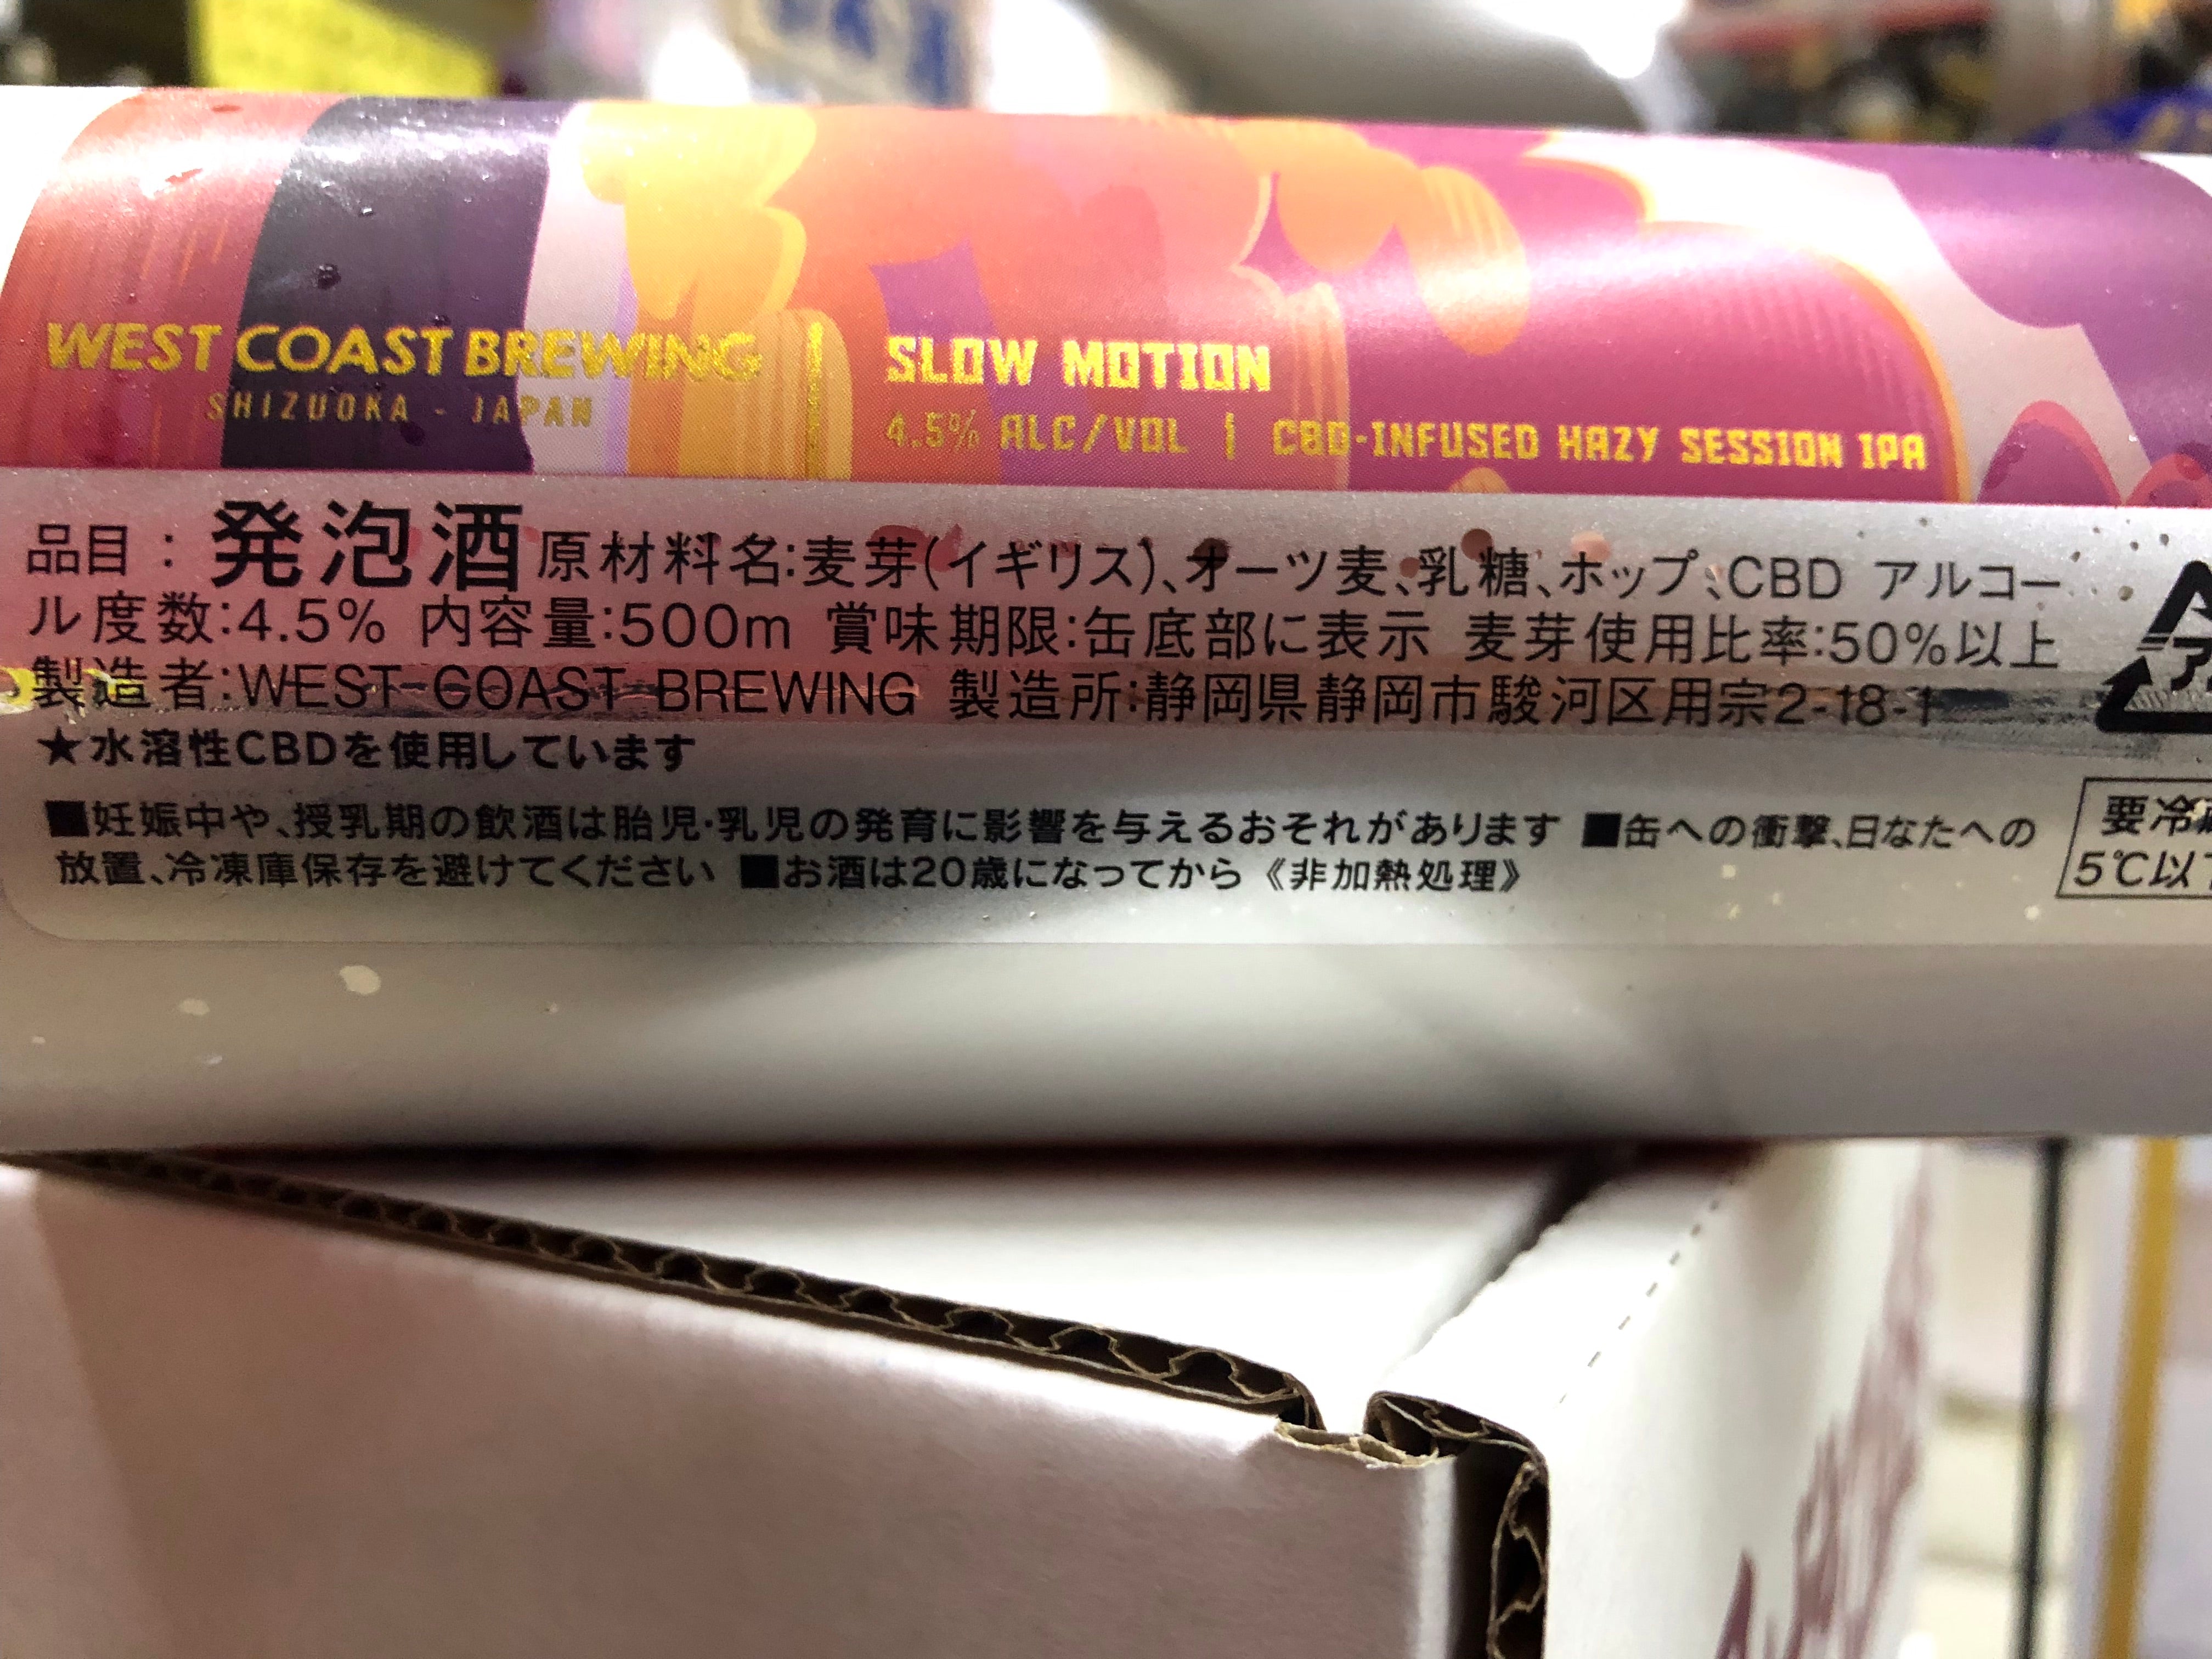 WEST COAST BREWING
SHIZUOKA - JAPAN
SLOW MOTION
4.5% ALC/VOL | CBD-INFUSED HAZY SESSION IPA
品目：発泡酒 原材料名:麦芽(イギリス)、オーツ麦、乳糖、ホップ、CBD アルコー
ル度数:4.5% 内容量:500m 賞味期限:缶底部に表示 麦芽使用比率:50%以上
製造者:WEST COAST BREWING 製造所:静岡県静岡市駿河区用宗2-18-1
★水溶性CBDを使用しています
■妊娠中や、授乳期の飲酒は胎児·乳児の発育に影響を与えるおそれがあります ■缶への衝撃、日なたへの
放置、冷凍庫保存を避けてください ■お酒は20歳になってから《非加熱処理》
ア
要冷
5℃以